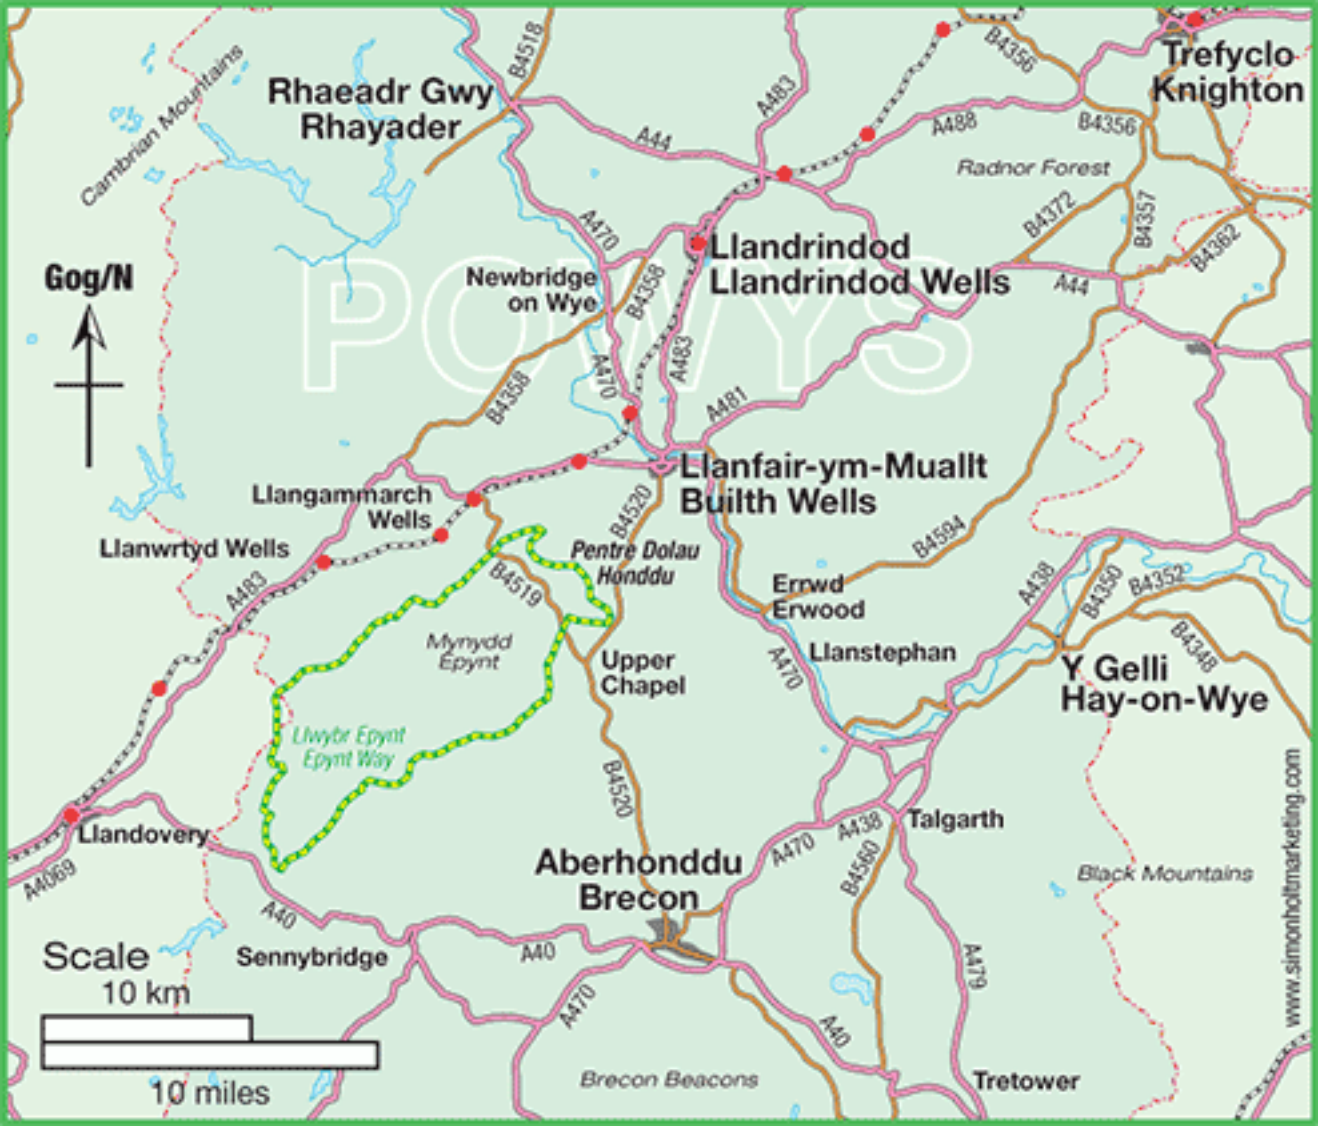 B4518
B4356
Trefyclo
Knighton
Cambrian Mountains
Rhaeadr Gwy
Rhayader
A483
A44
A488
B4356
Radnor Forest
B4372
B4357
B4362
A470
Llandrindod
Llandrindod Wells
Gog/N
Newbridge
on Wye
B4358
A44
POWYS
A483
A470
B4358
A481
Llanfair-ym-Muallt
Builth Wells
Llangammarch
Wells
B4520
Llanwrtyd Wells
B4594
Pentre Dolau
Honddu
B4519
Errwd
Erwood
A438
B4350
B4352
A483
B4348
Mynydd
Epynt
Upper
Chapel
Llanstephan
A470
Y Gelli
Hay-on-Wye
Llwybr Epynt
Epynt Way
B4520
Llandovery
Talgarth
A438
A470
A4069
B4560
Aberhonddu
Brecon
Black Mountains
A40
Sennybridge
A40
A479
Scale
10 km
A470
A40
10 miles
Brecon Beacons
Tretower
www.simonholtmarketing.com